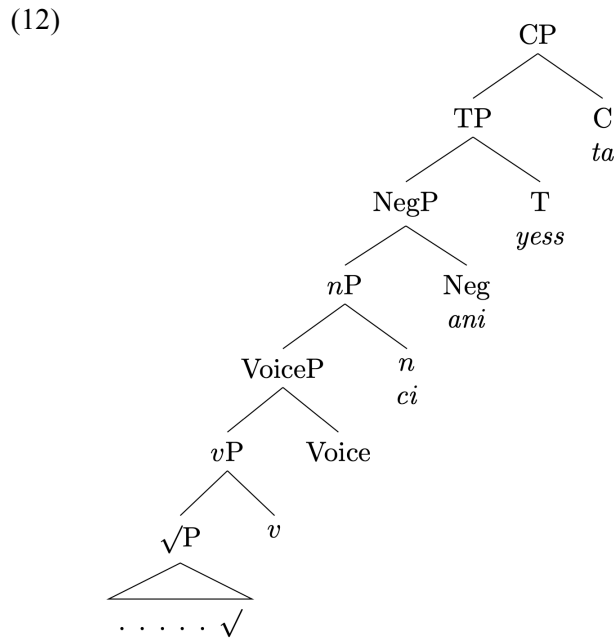 (12)
CP
TP C
ta
NegP T
yess
nP Neg
ani
VoiceP n
ci
vP Voice
√P v
. . . . . √